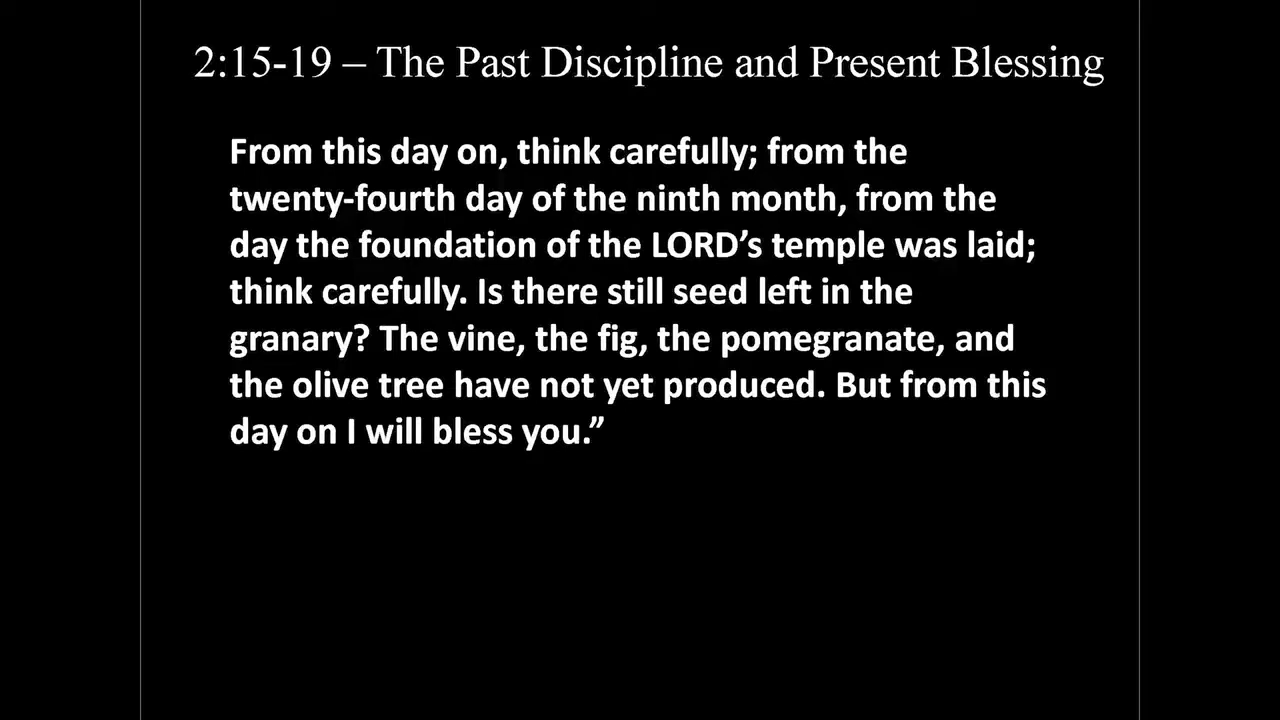 2:15-19 – The Past Discipline and Present Blessing
From this day on, think carefully; from the
twenty-fourth day of the ninth month, from the
day the foundation of the LORD’s temple was laid;
think carefully. Is there still seed left in the
granary? The vine, the fig, the pomegranate, and
the olive tree have not yet produced. But from this
day on I will bless you.”